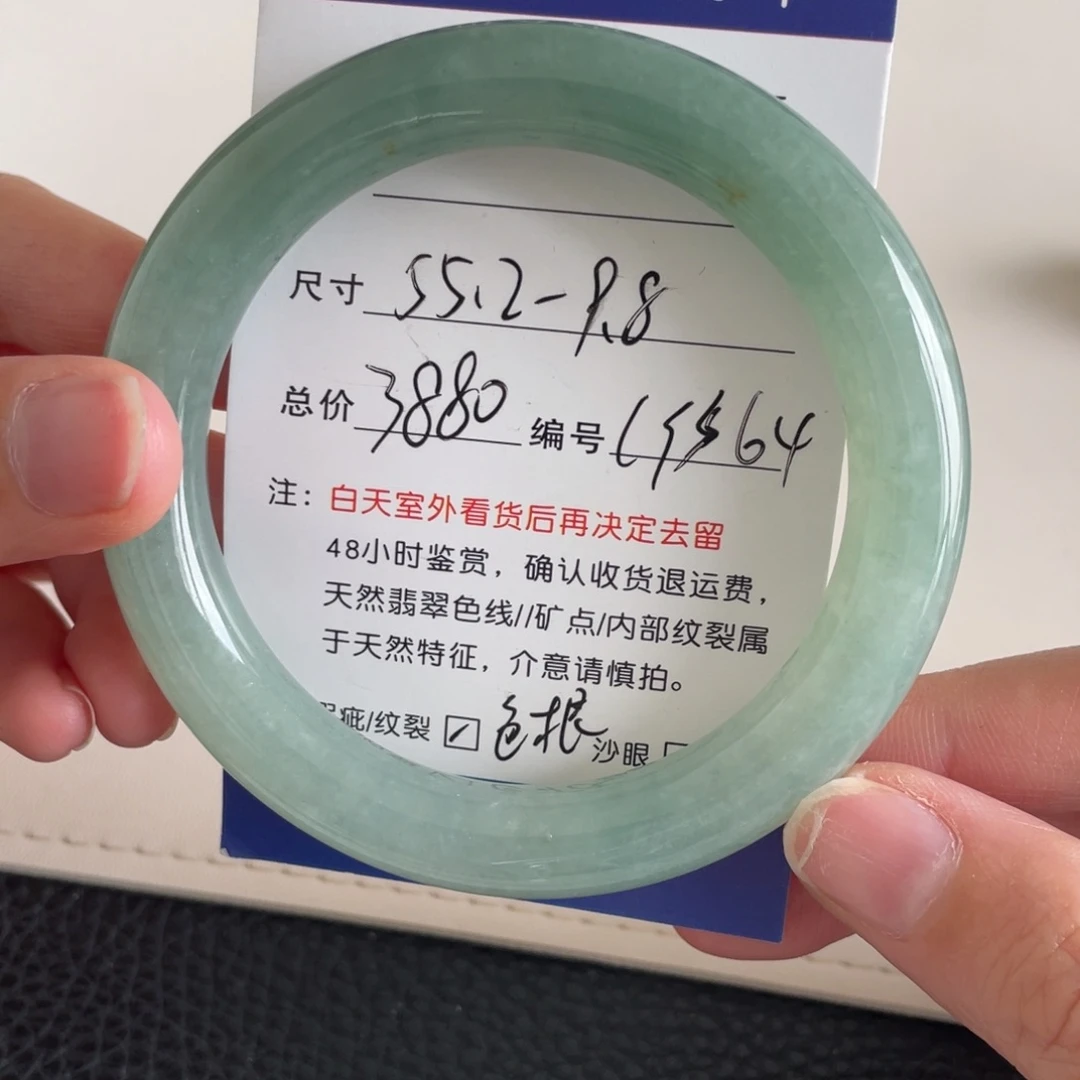 尺寸 55.2-9.8
总价 3880 编号
注：白天室外看货后再决定去留
48小时鉴赏，确认收货退运费，
天然翡翠色线//矿点/内部纹裂属
于天然特征，介意请慎拍。
疵/纹裂 ☑ 色根 沙眼